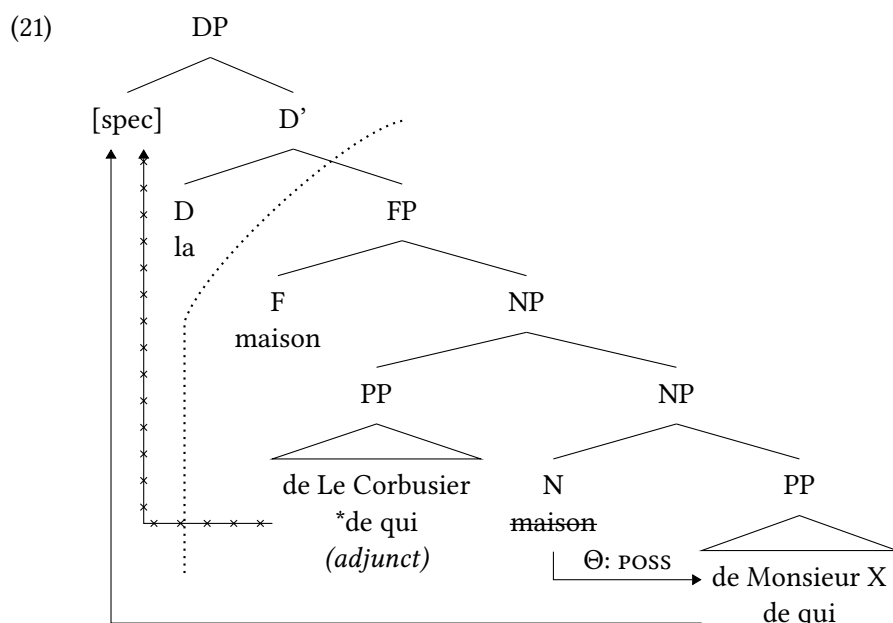 (21) DP
[spec] D’
D FP
la
F NP
maison
PP NP
de Le Corbusier N PP
*de qui maison
(adjunct)
Θ: POSS
de Monsieur X
de qui